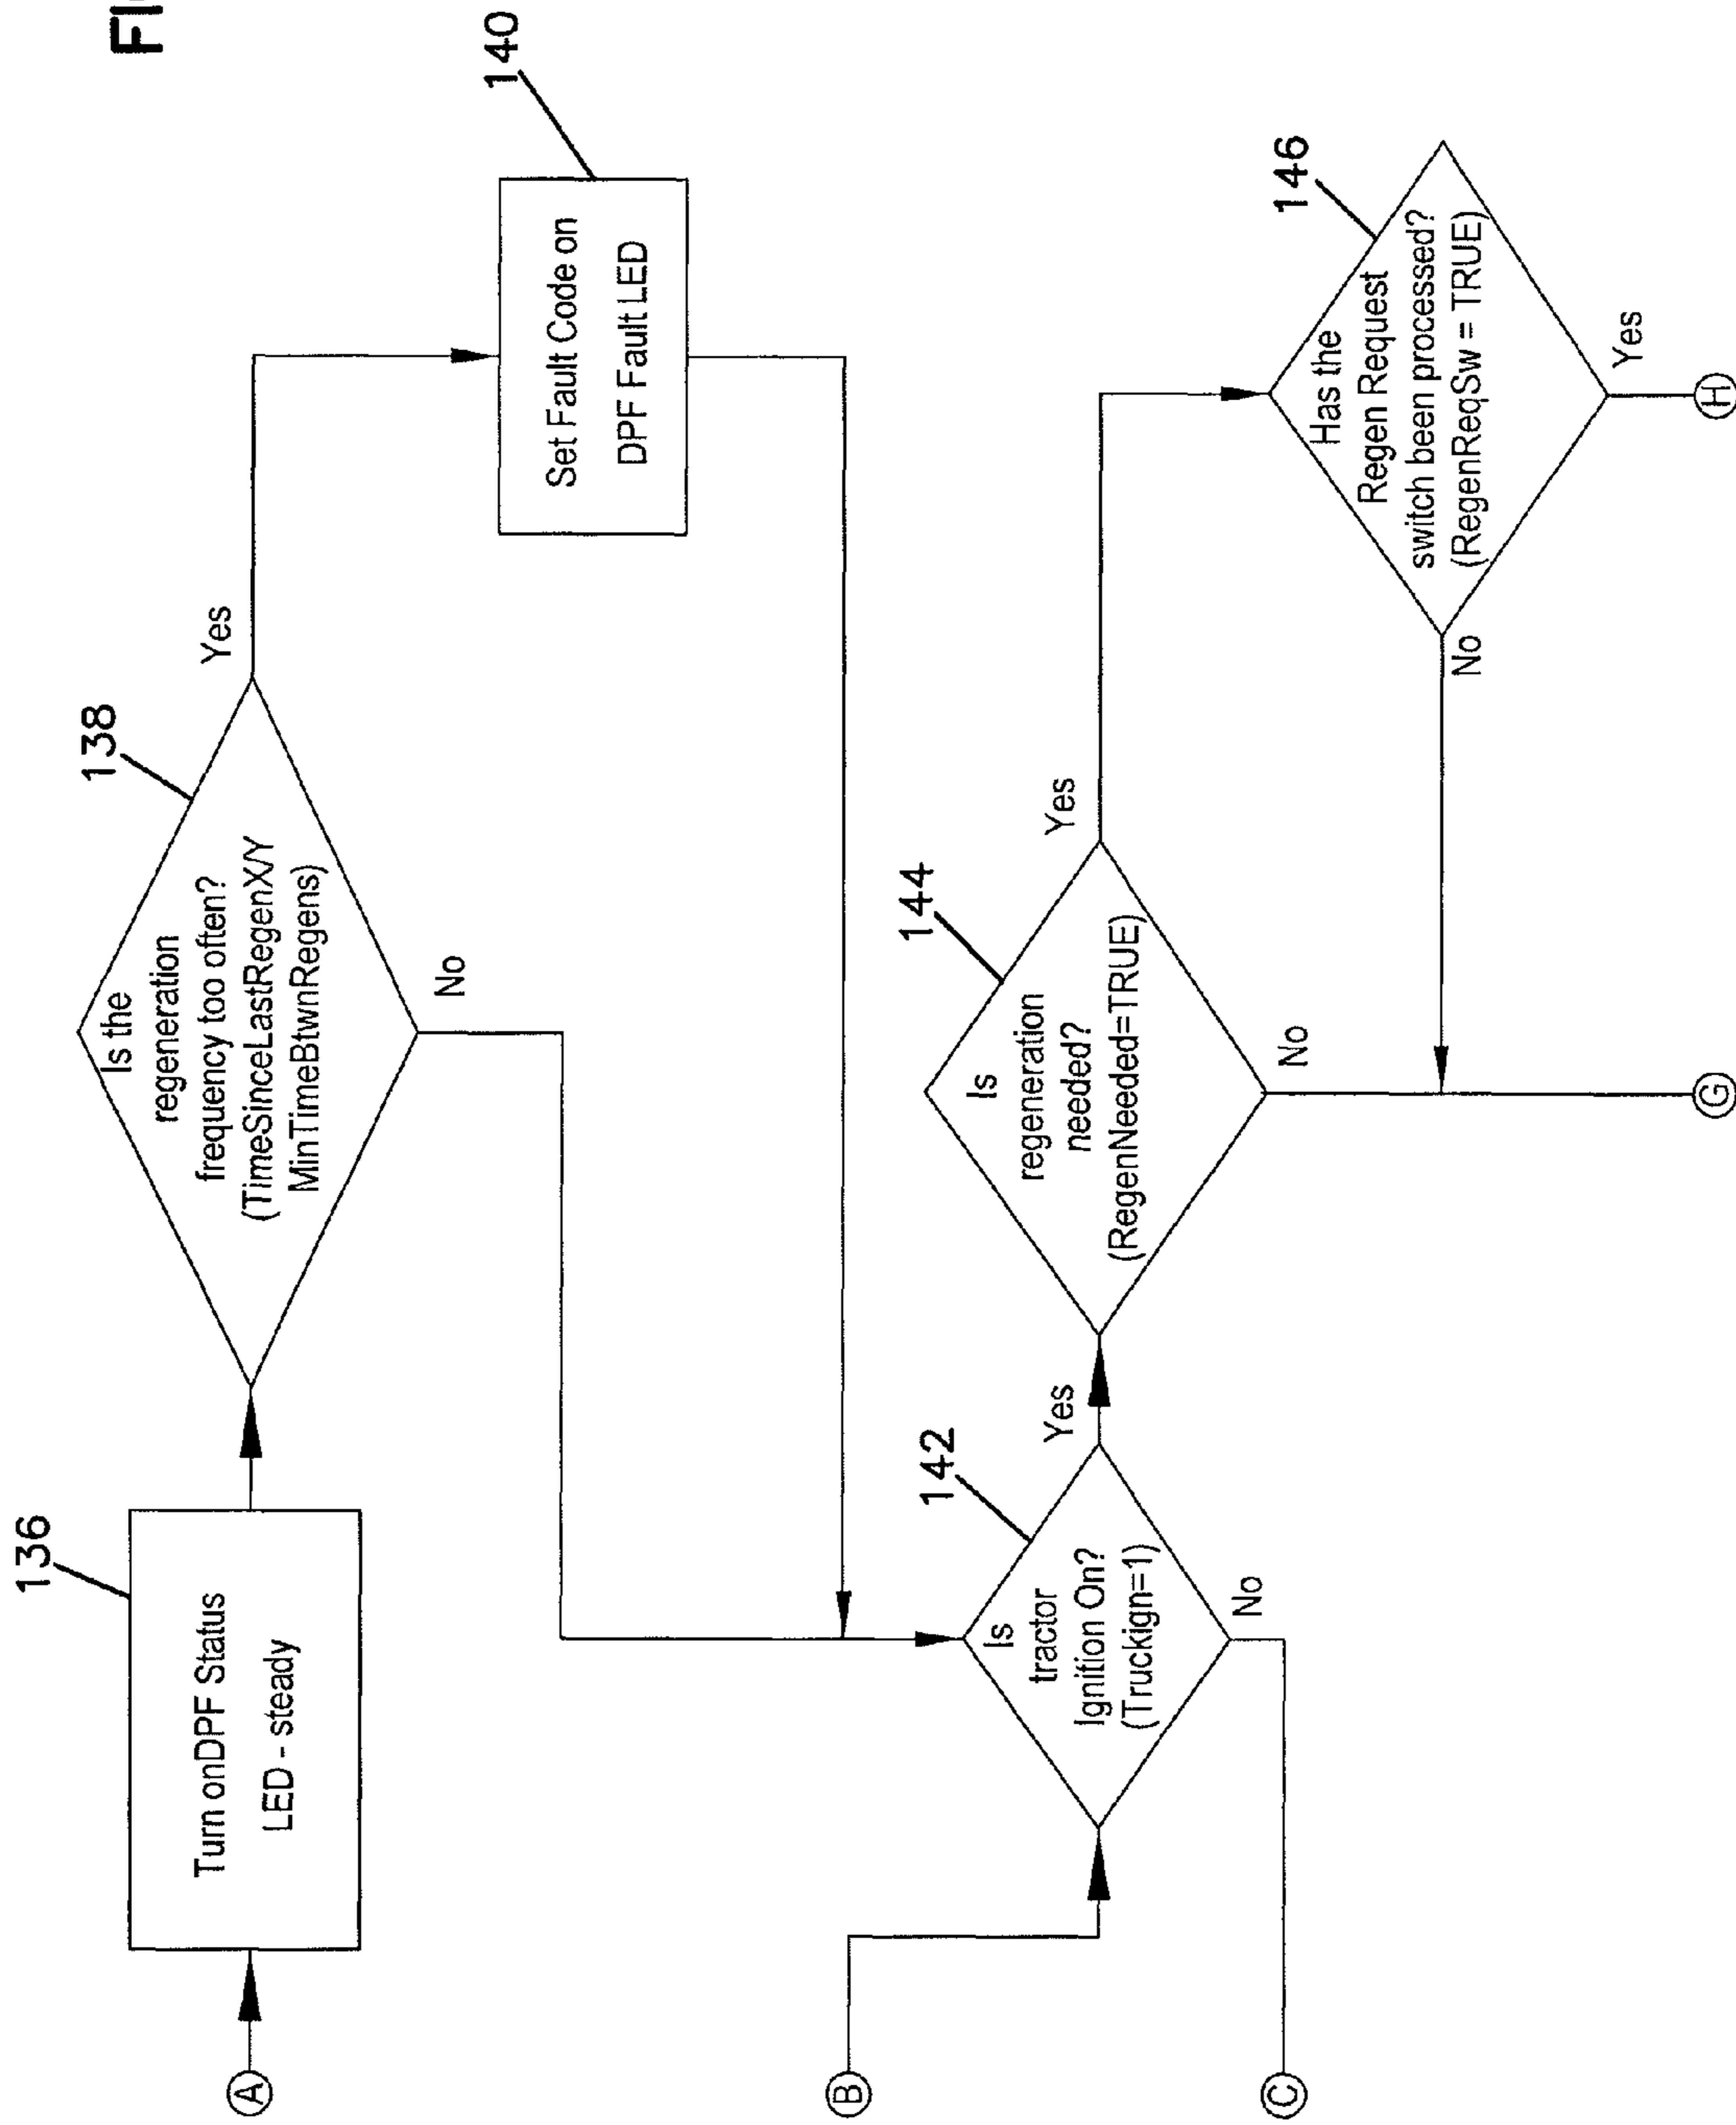 136
Turn onDPF Status
LED - steady
A
138
Is the
regeneration
frequency too often?
(TimeSinceLastRegenX/Y
MinTimeBtwnRegens)
Yes
No
140
Set Fault Code on
DPF Fault LED
B
142
Is
tractor
Ignition On?
(Truckign=1)
Yes
No
C
144
Is
regeneration
needed?
(RegenNeeded=TRUE)
Yes
No
G
146
Has the
Regen Request
switch been processed?
(RegenReqSw = TRUE)
No
Yes
H